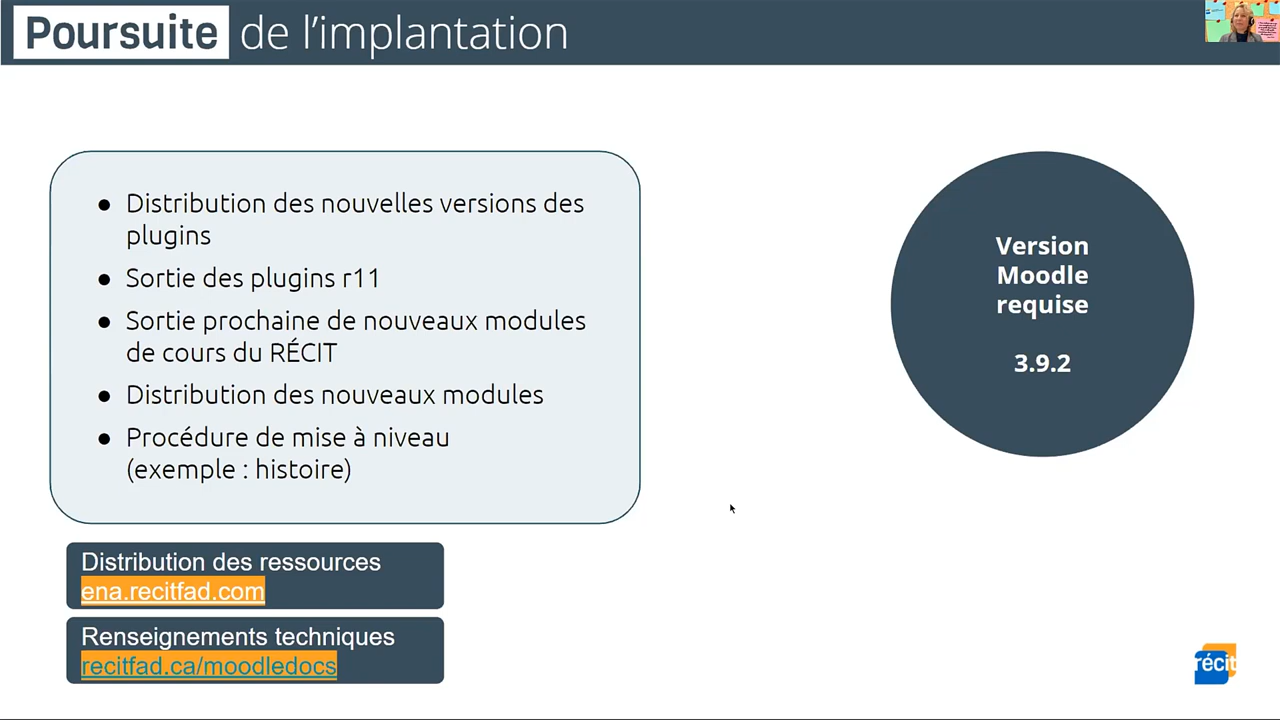 Poursuite de l'implantation
● Distribution des nouvelles versions des
plugins
● Sortie des plugins r11
● Sortie prochaine de nouveaux modules
de cours du RÉCIT
● Distribution des nouveaux modules
● Procédure de mise à niveau
(exemple : histoire)
Version
Moodle
requise
3.9.2
Distribution des ressources
ena.recitfad.com
Renseignements techniques
recitfad.ca/moodledocs
récit